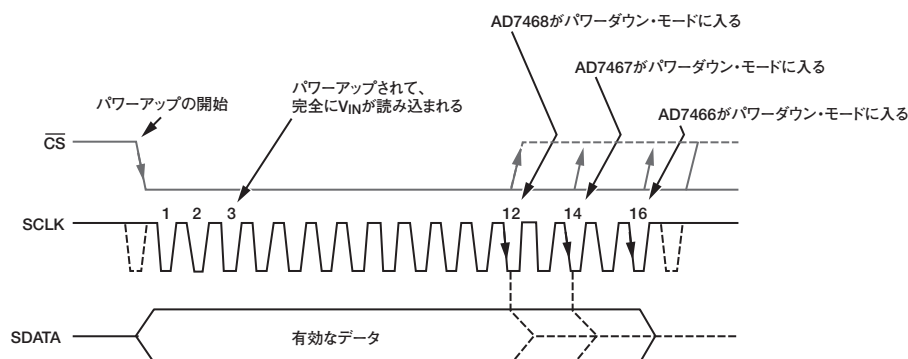 AD7468がパワーダウン・モードに入る
AD7467がパワーダウン・モードに入る
パワーアップされて、
完全にVINが読み込まれる
パワーアップの開始
AD7466がパワーダウン・モードに入る
CS
SCLK
1 2 3 12 14 16
SDATA
有効なデータ